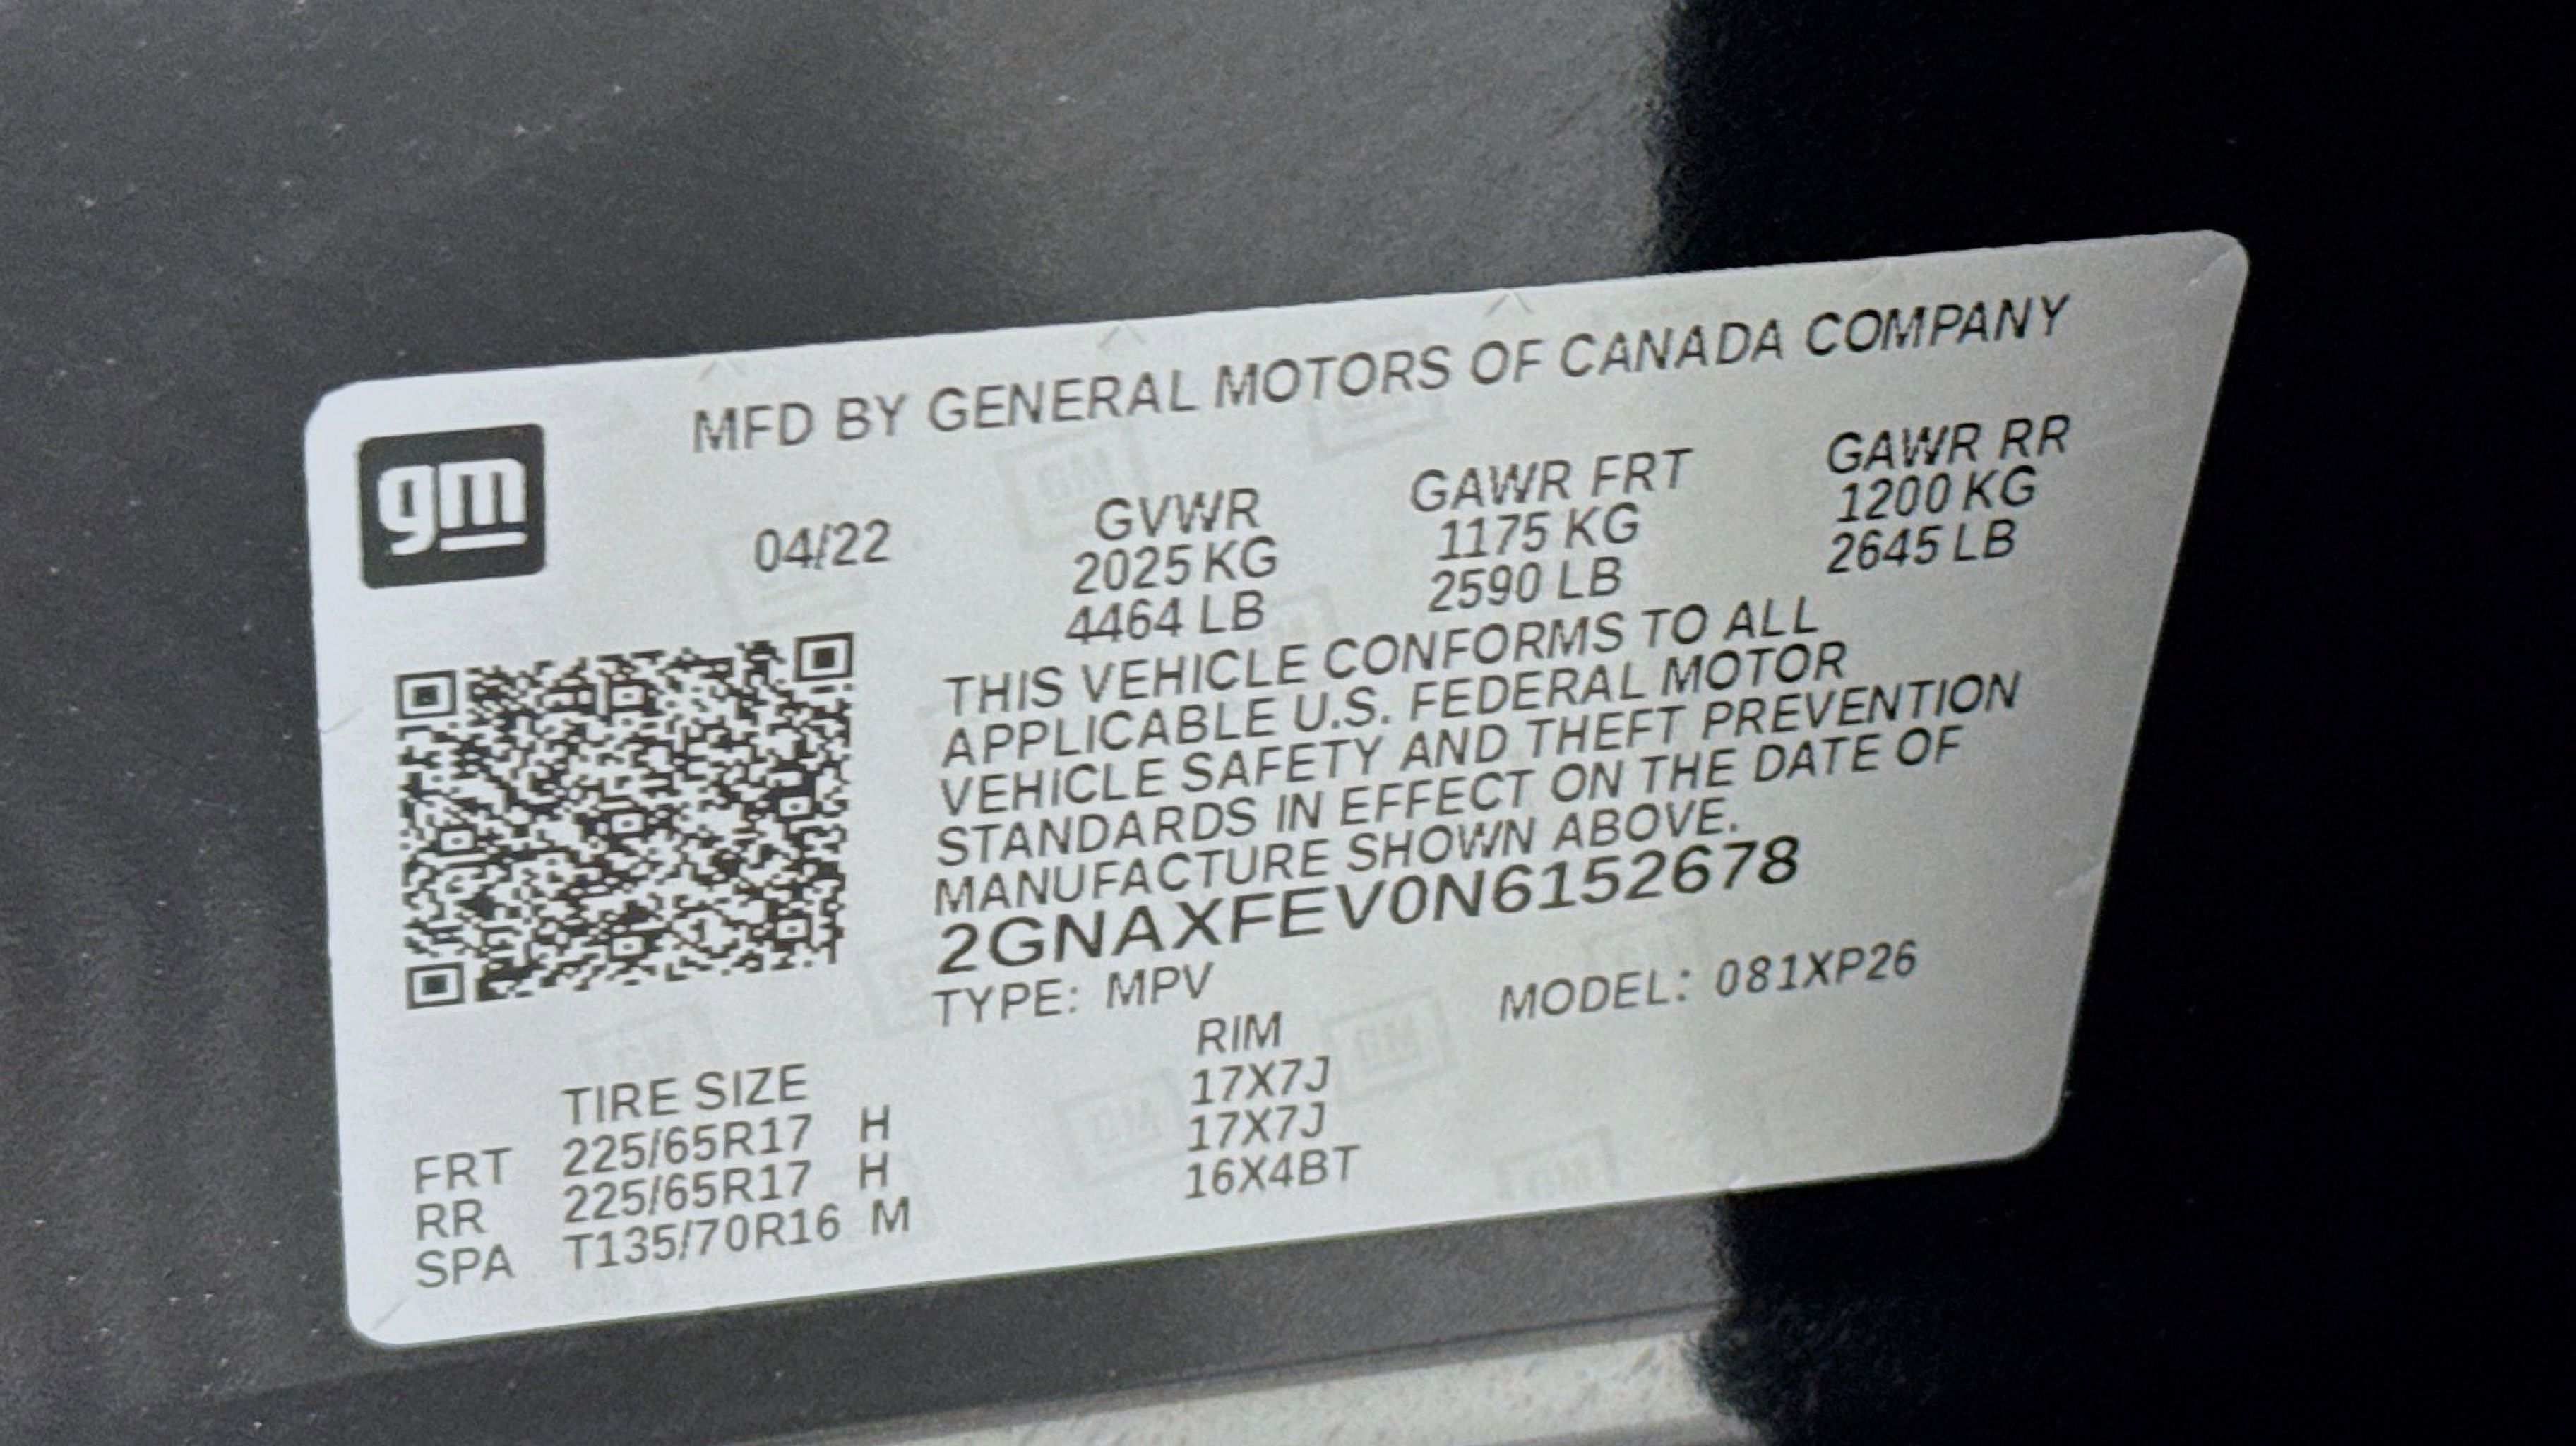 gm
MFD BY GENERAL MOTORS OF CANADA COMPANY
04/22
GVWR
2025 KG
4464 LB
GAWR FRT
1175 KG
2590 LB
GAWR RR
1200 KG
2645 LB
THIS VEHICLE CONFORMS TO ALL
APPLICABLE U.S. FEDERAL MOTOR
VEHICLE SAFETY AND THEFT PREVENTION
STANDARDS IN EFFECT ON THE DATE OF
MANUFACTURE SHOWN ABOVE.
2GNAXFEV0N6152678
TYPE: MPV MODEL: 081XP26
TIRE SIZE RIM
FRT 225/65R17 H 17X7J
RR 225/65R17 H 17X7J
SPA T135/70R16 M 16X4BT